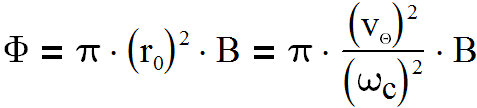 Φ = π · (r₀)² · B = π · (v_Θ)² / (ω_c)² · B